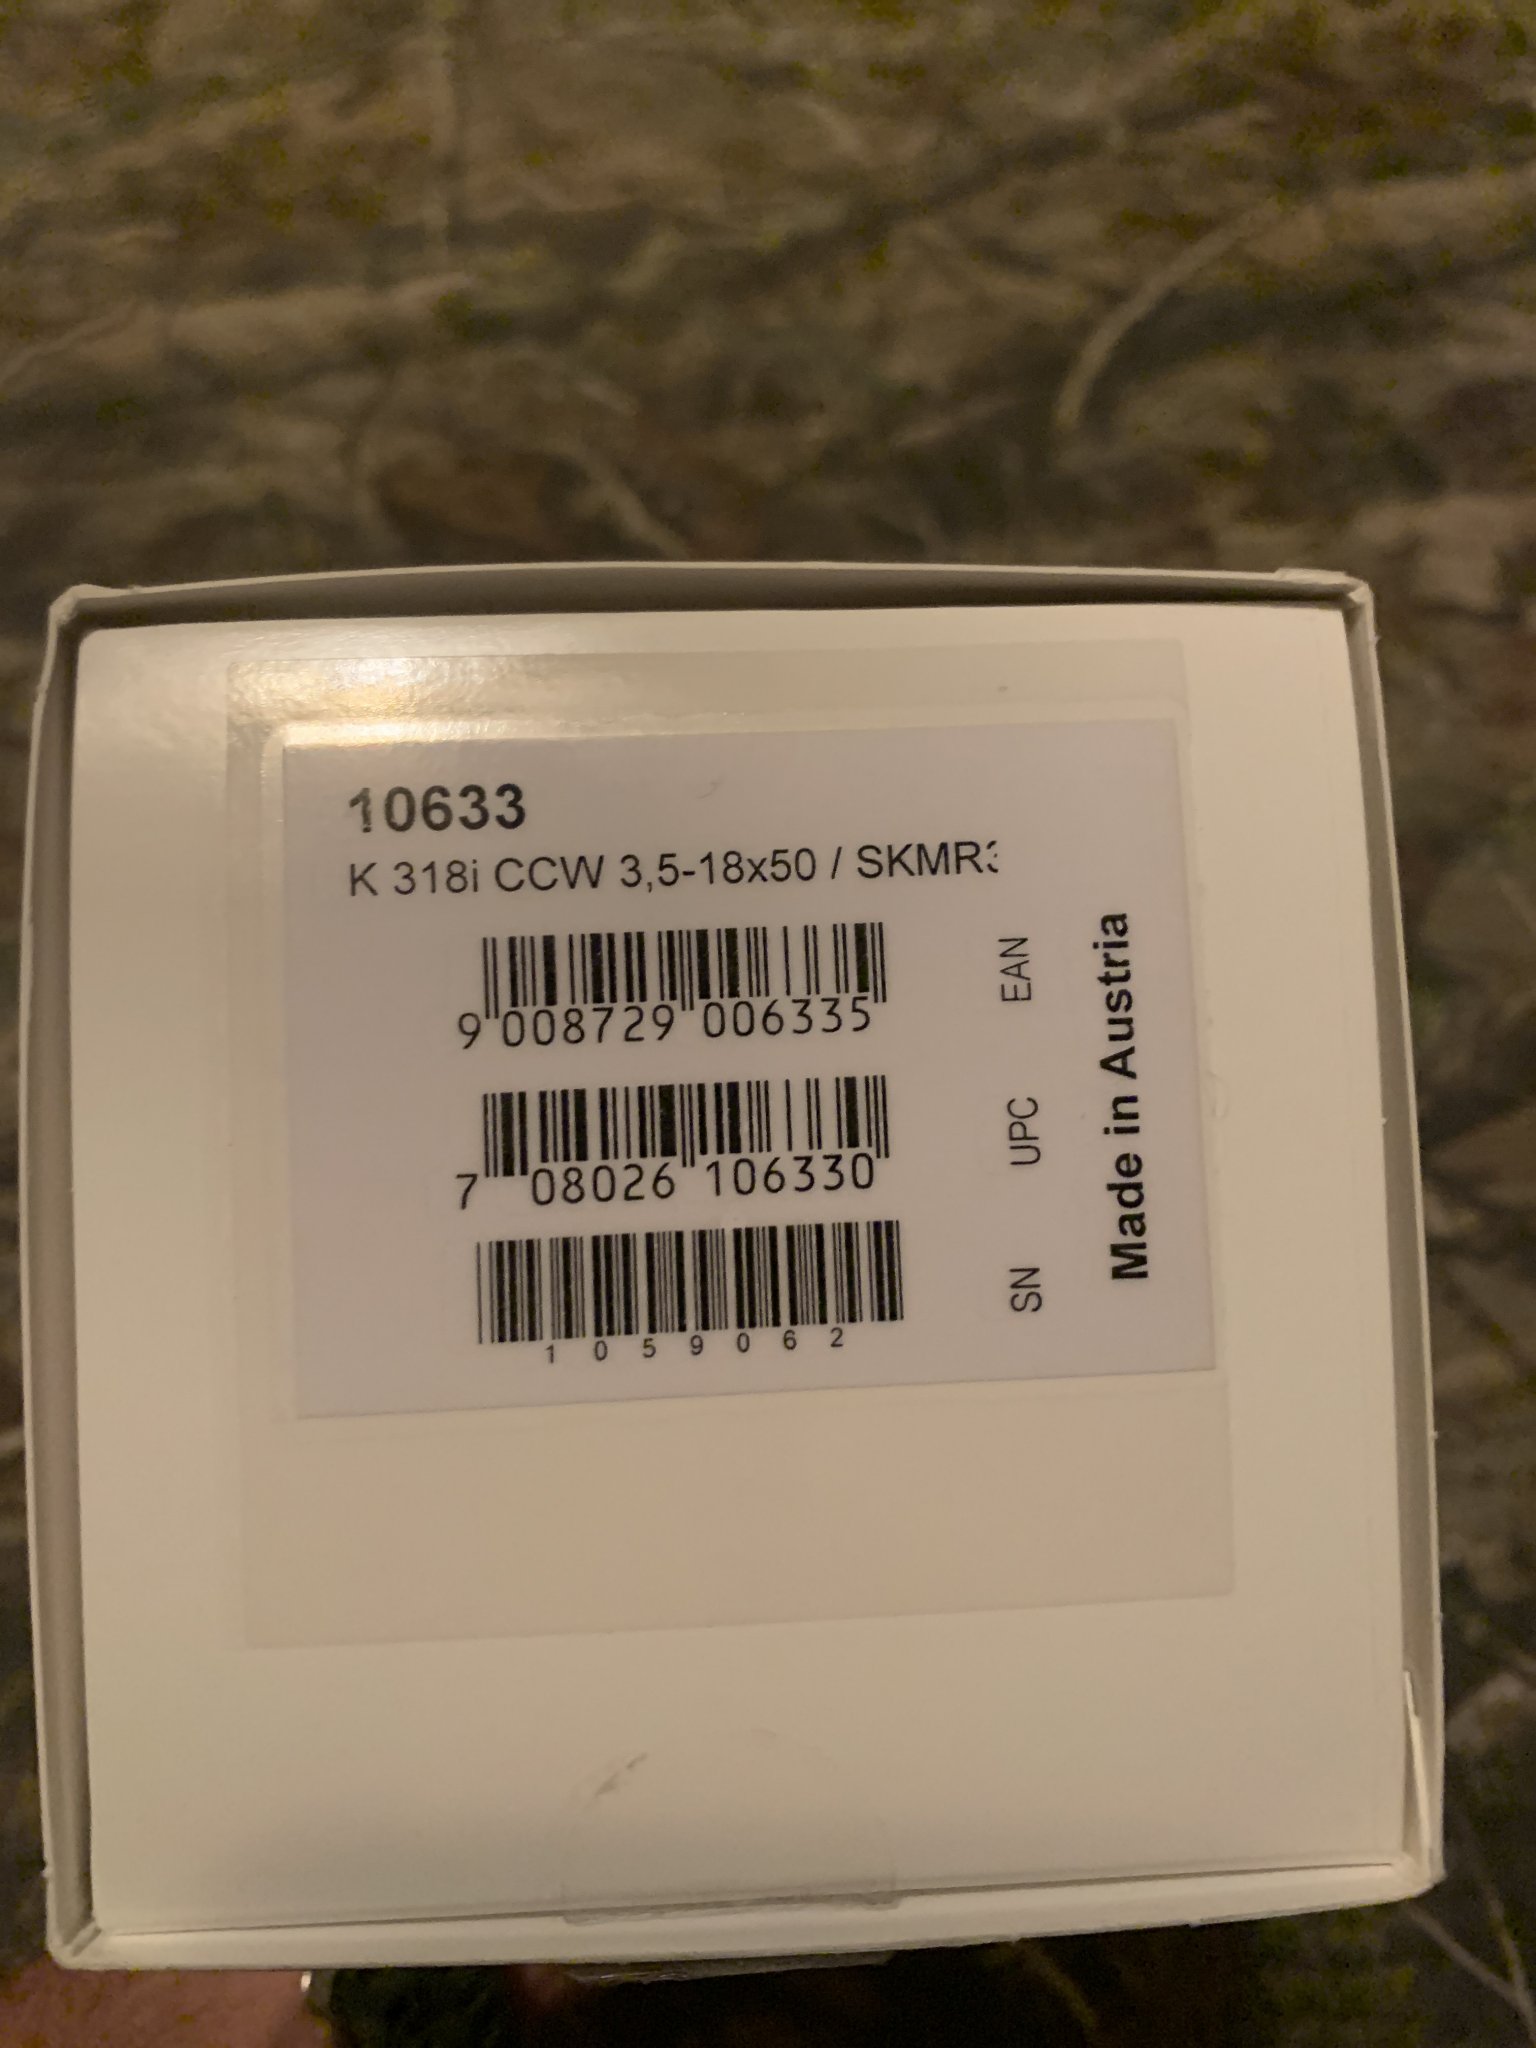 10633
K 318i CCW 3,5-18x50 / SKMR3
9 008729 006335
EAN
7 08026 106330
UPC
1059062
SN
Made in Austria